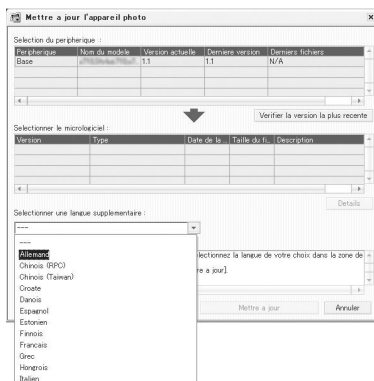 Mettre a jour l'appareil photo
Selection du peripherique :
Peripherique Nom du modele Version actuelle Derniere version Derniers fichiers
Base 1.1 1.1 N/A
Verifier la version la plus recente
Selectionner le micrologiciel :
Version Type Date de la ... Taille du fi... Description
Details
Selectionner une langue supplementaire :
---
---
Allemand
Chinois (RPC)
Chinois (Taiwan)
Croate
Danois
Espagnol
Estonien
Finnois
Francais
Grec
Hongrois
Italien
lectionnez la langue de votre choix dans la zone de
re a jour].
Mettre a jour Annuler